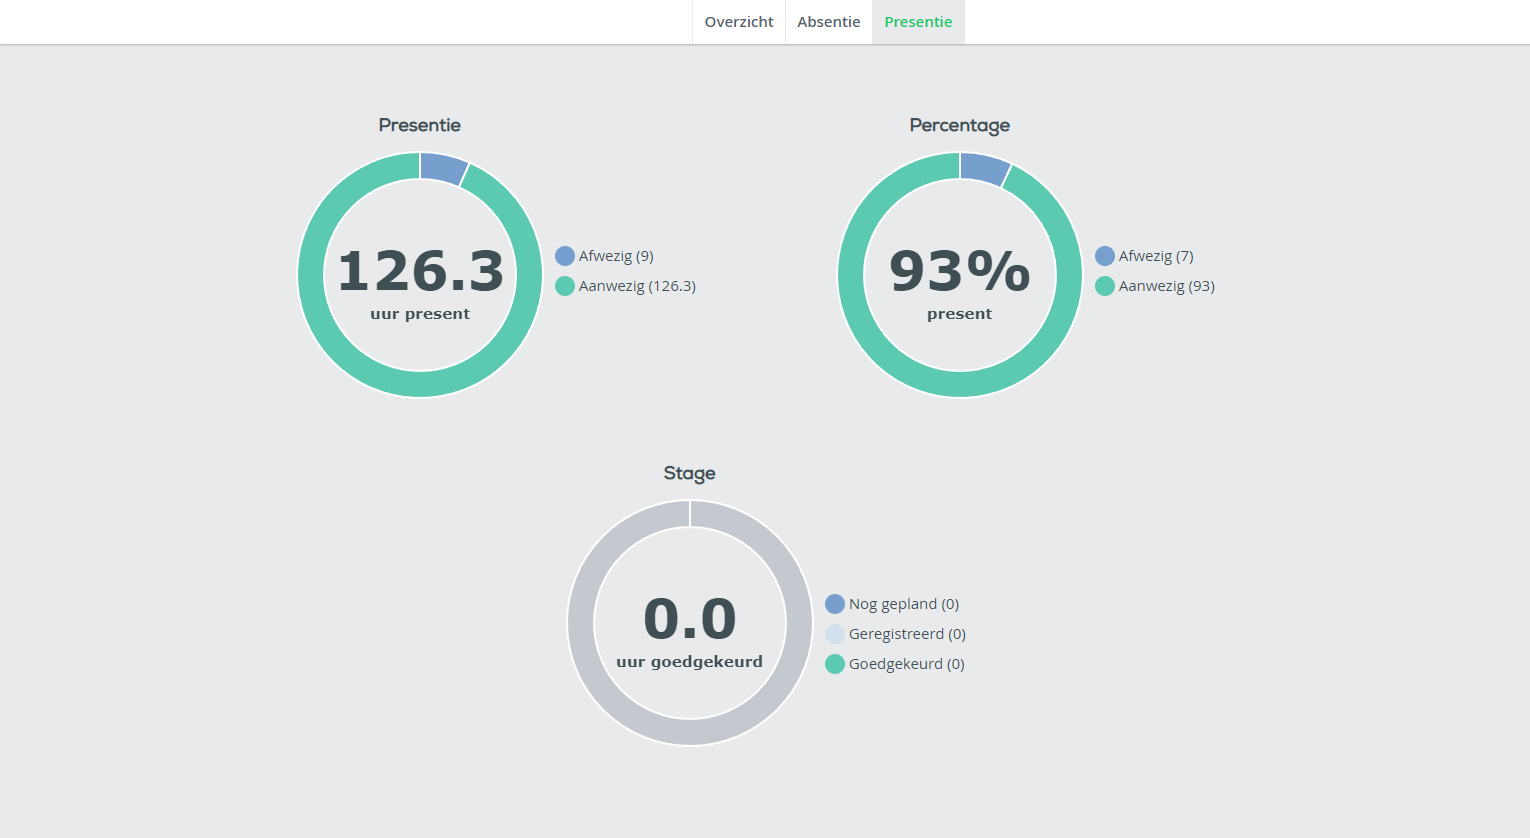 Overzicht
Absentie
Presentie
Presentie
126.3
uur present
Afwezig (9)
Aanwezig (126.3)
Percentage
93%
present
Afwezig (7)
Aanwezig (93)
Stage
0.0
uur goedgekeurd
Nog gepland (0)
Geregistreerd (0)
Goedgekeurd (0)